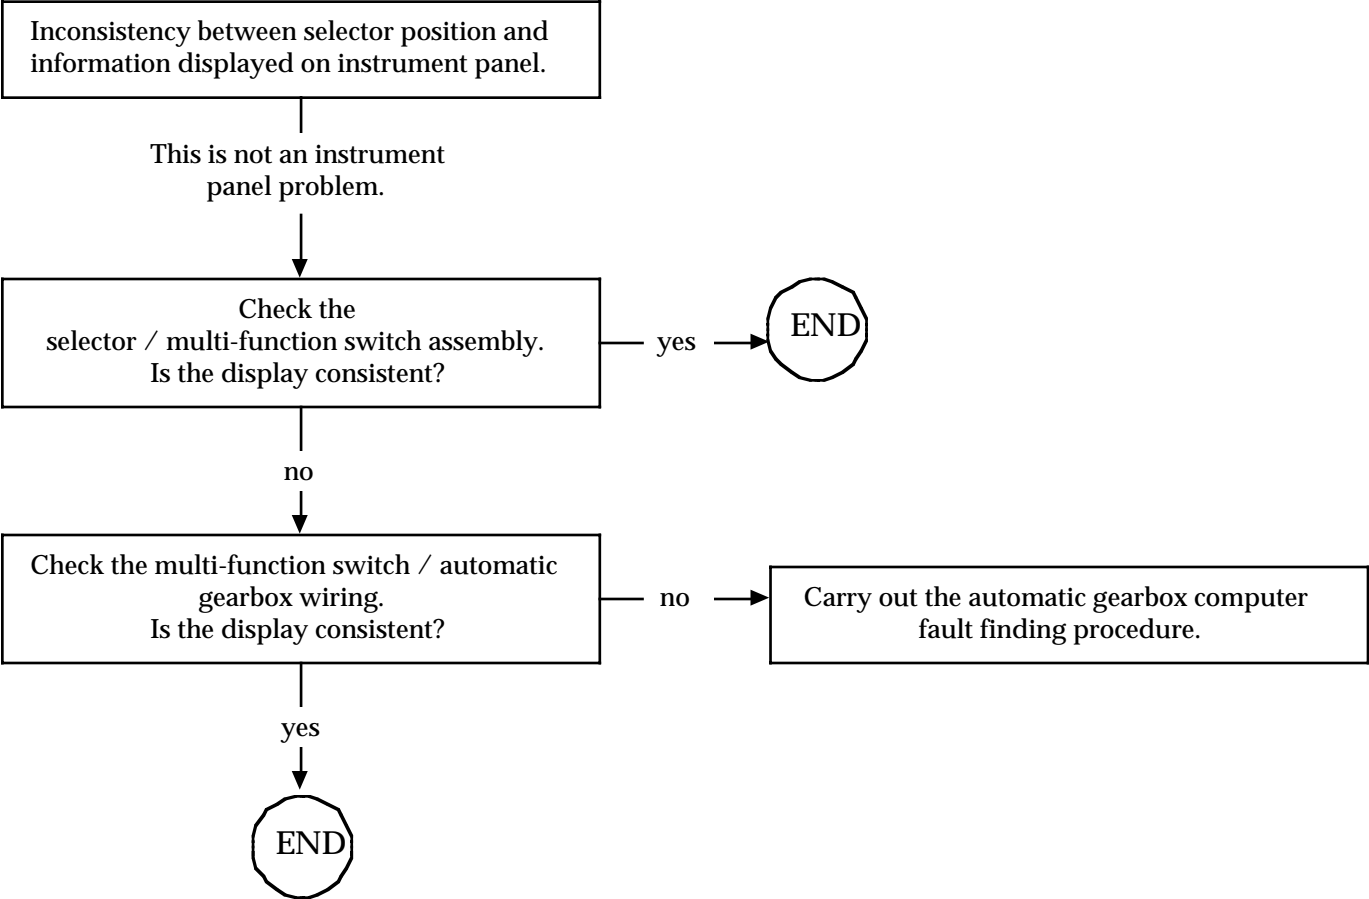 Inconsistency between selector position and
information displayed on instrument panel.
This is not an instrument
panel problem.
Check the
selector / multi-function switch assembly.
Is the display consistent?
yes
END
no
Check the multi-function switch / automatic
gearbox wiring.
Is the display consistent?
no
Carry out the automatic gearbox computer
fault finding procedure.
yes
END